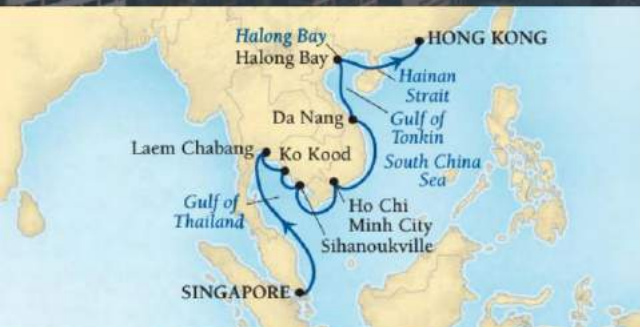 Halong Bay
Halong Bay
HONG KONG
Hainan
Strait
Da Nang
Gulf of
Tonkin
Laem Chabang
Ko Kood
South China
Sea
Gulf of
Thailand
Ho Chi
Minh City
Sihanoukville
SINGAPORE